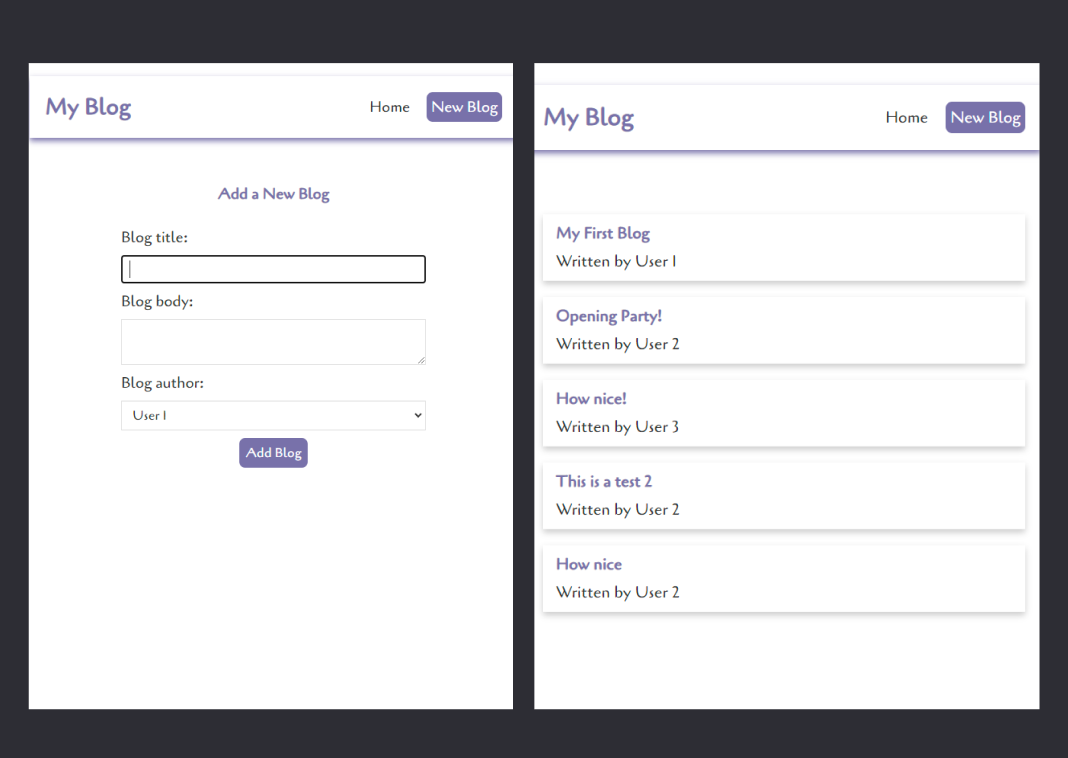 My Blog
Home
New Blog
Add a New Blog
Blog title:
Blog body:
Blog author:
User 1
Add Blog
My Blog
Home
New Blog
My First Blog
Written by User 1
Opening Party!
Written by User 2
How nice!
Written by User 3
This is a test 2
Written by User 2
How nice
Written by User 2